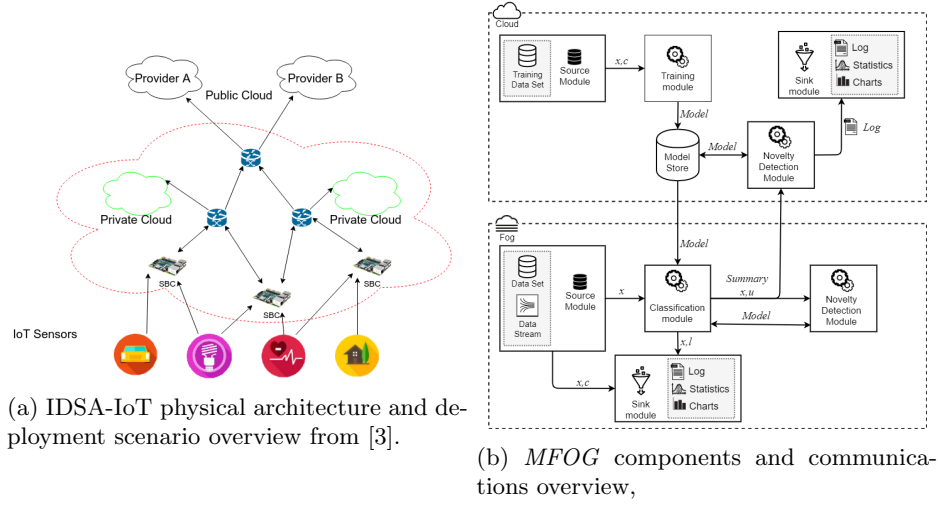 Provider A
Provider B
Public Cloud
Private Cloud
Private Cloud
SBC
SBC
SBC
IoT Sensors
(a) IDSA-IoT physical architecture and de-
ployment scenario overview from [3].
Cloud
Training
Data Set
Source
Module
x,c
Training
module
Model
Model
Store
Model
Novelty
Detection
Module
Log
Sink
module
Log
Statistics
Charts
Fog
Model
Data Set
Data
Stream
Source
Module
x
Classification
module
Summary
x,u
Model
Novelty
Detection
Module
x,l
x,c
Sink
module
Log
Statistics
Charts
(b) MFOG components and communica-
tions overview,